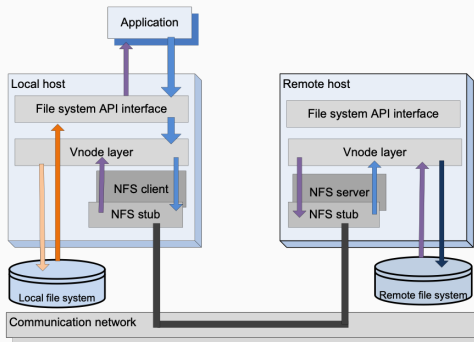 Application
Local host
File system API interface
Vnode layer
NFS client
NFS stub
Local file system
Remote host
File system API interface
Vnode layer
NFS server
NFS stub
Remote file system
Communication network